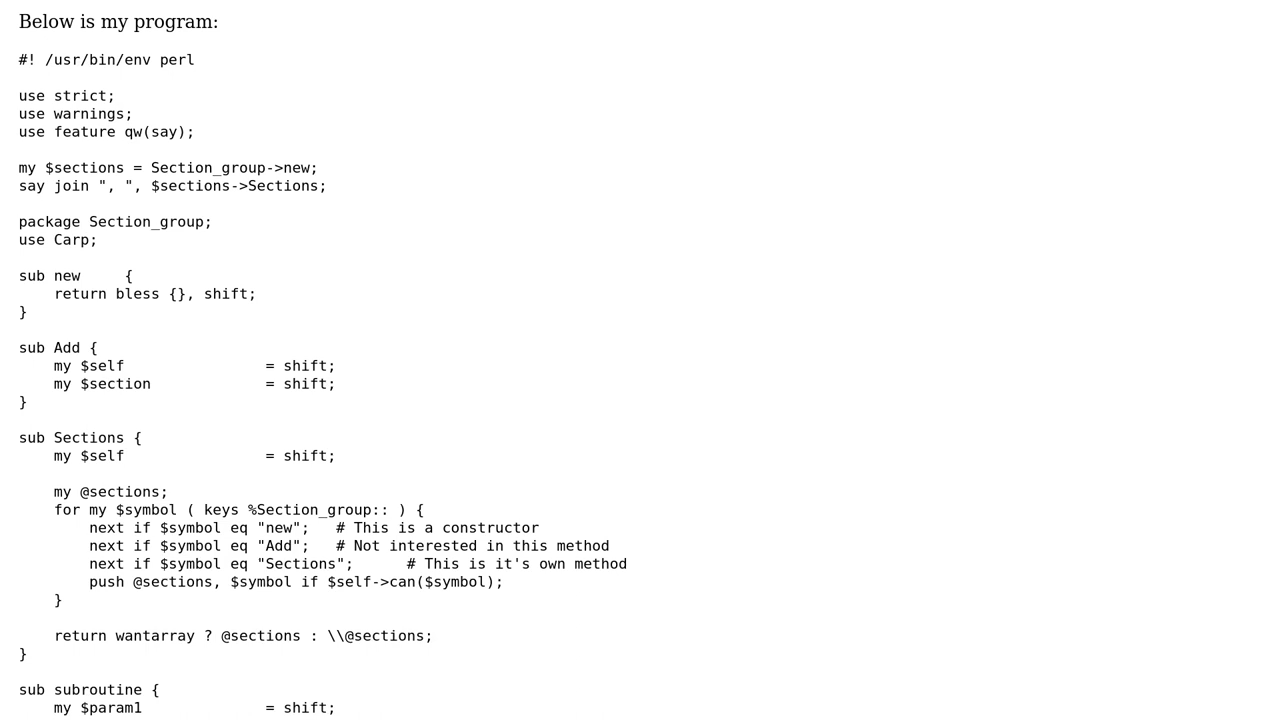 Below is my program:
#! /usr/bin/env perl
use strict;
use warnings;
use feature qw(say);
my $sections = Section_group->new;
say join ", ", $sections->Sections;
package Section_group;
use Carp;
sub new     {
    return bless {}, shift;
}
sub Add {
    my $self                = shift;
    my $section             = shift;
}
sub Sections {
    my $self                = shift;
    my @sections;
    for my $symbol ( keys %Section_group:: ) {
        next if $symbol eq "new";   # This is a constructor
        next if $symbol eq "Add";   # Not interested in this method
        next if $symbol eq "Sections";      # This is it's own method
        push @sections, $symbol if $self->can($symbol);
    }
    return wantarray ? @sections : \\@sections;
}
sub subroutine {
    my $param1              = shift;